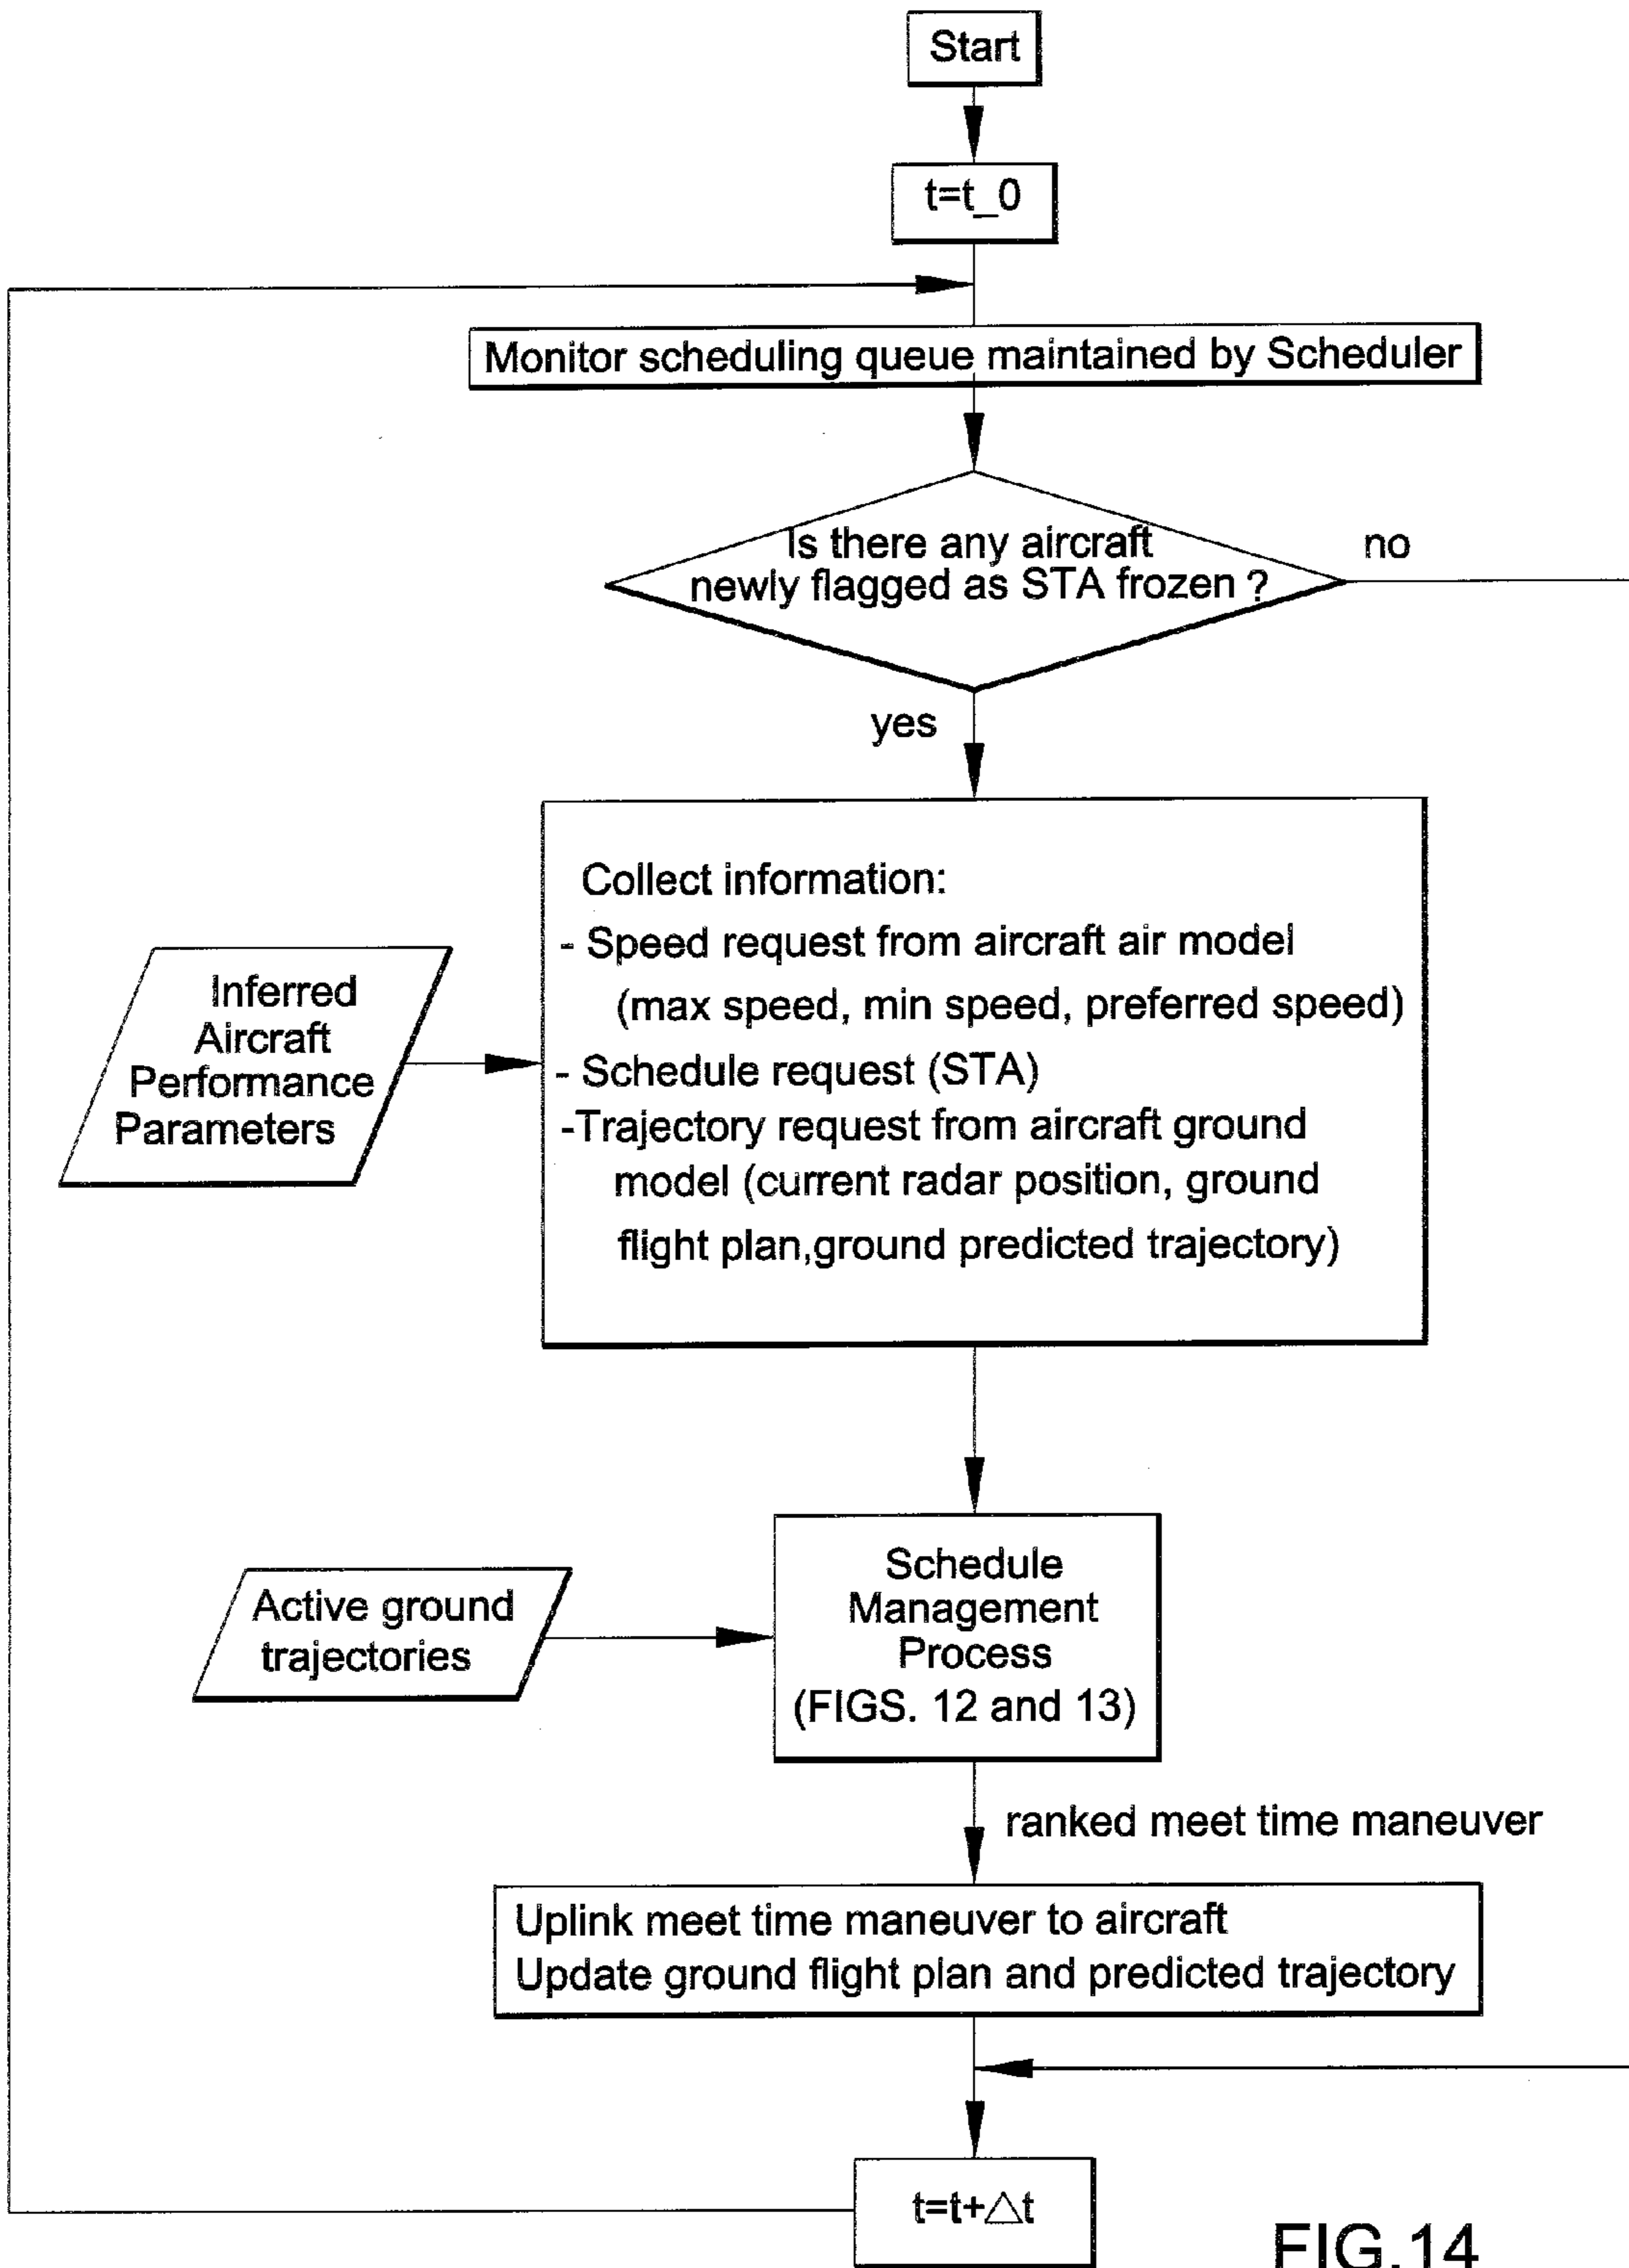 Start
t=t_0
Monitor scheduling queue maintained by Scheduler
Is there any aircraft
newly flagged as STA frozen ?
no
yes
Collect information:
- Speed request from aircraft air model
(max speed, min speed, preferred speed)
- Schedule request (STA)
-Trajectory request from aircraft ground
model (current radar position, ground
flight plan,ground predicted trajectory)
Inferred
Aircraft
Performance
Parameters
Schedule
Management
Process
(FIGS. 12 and 13)
Active ground
trajectories
ranked meet time maneuver
Uplink meet time maneuver to aircraft
Update ground flight plan and predicted trajectory
t=t+△t
FIG.14